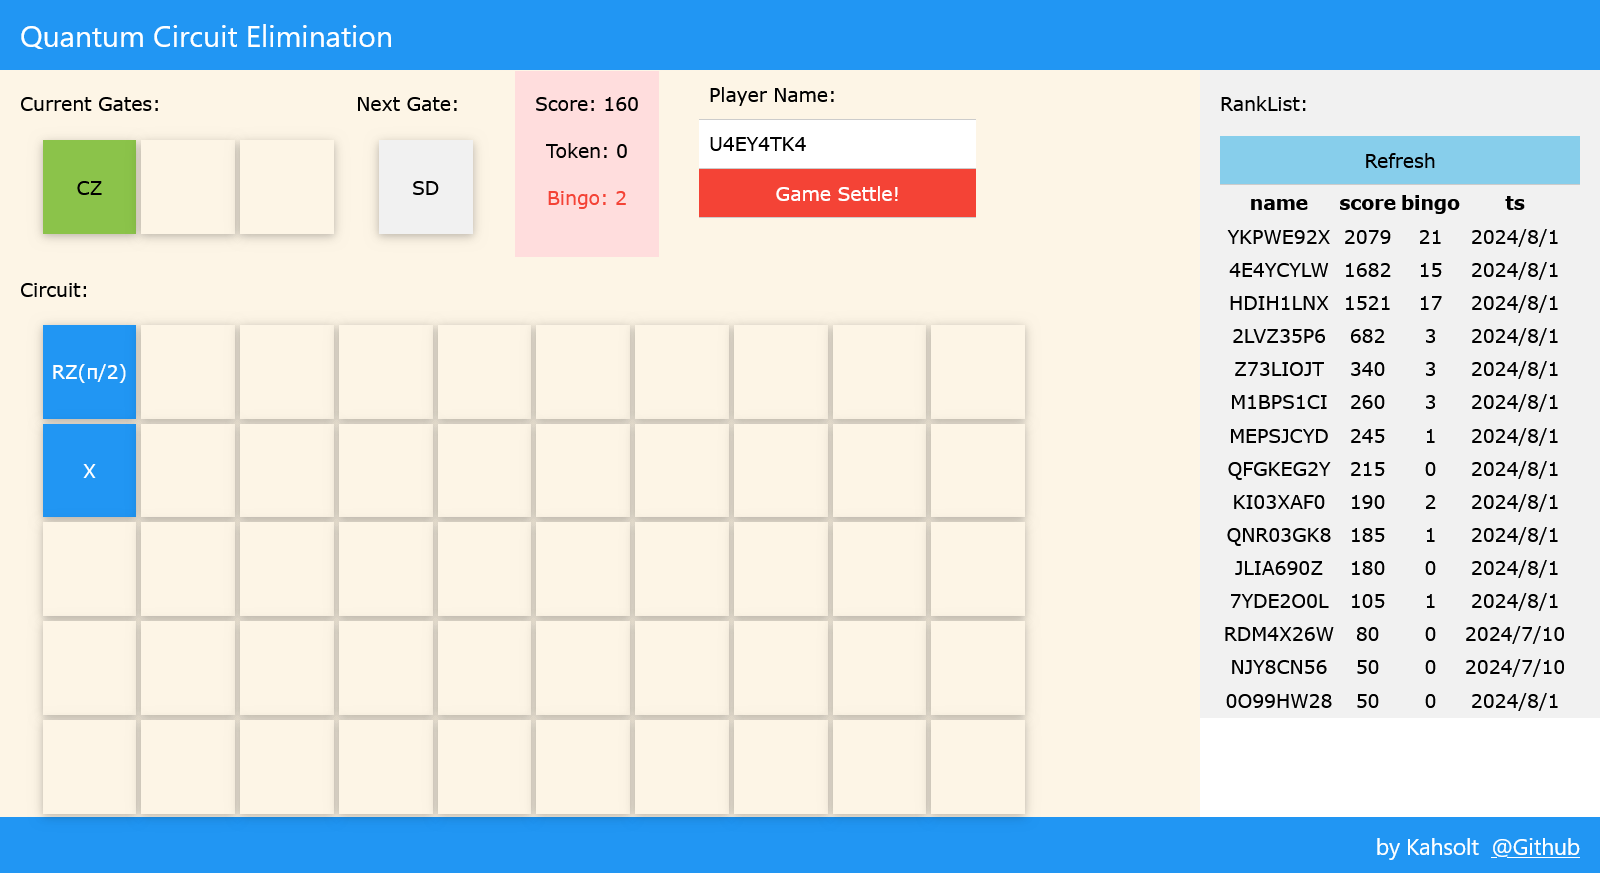 Quantum Circuit Elimination
Current Gates:
Next Gate:
CZ
SD
Score: 160
Token: 0
Bingo: 2
Player Name:
U4EY4TK4
Game Settle!
Circuit:
RZ(π/2)
X
RankList:
Refresh
name score bingo ts
YKPWE92X 2079 21 2024/8/1
4E4YCYLW 1682 15 2024/8/1
HDIH1LNX 1521 17 2024/8/1
2LVZ35P6 682 3 2024/8/1
Z73LIOJT 340 3 2024/8/1
M1BPS1CI 260 3 2024/8/1
MEPSJCYD 245 1 2024/8/1
QFGKEG2Y 215 0 2024/8/1
KI03XAF0 190 2 2024/8/1
QNR03GK8 185 1 2024/8/1
JLIA690Z 180 0 2024/8/1
7YDE2O0L 105 1 2024/8/1
RDM4X26W 80 0 2024/7/10
NJY8CN56 50 0 2024/7/10
0O99HW28 50 0 2024/8/1
by Kahsolt @Github